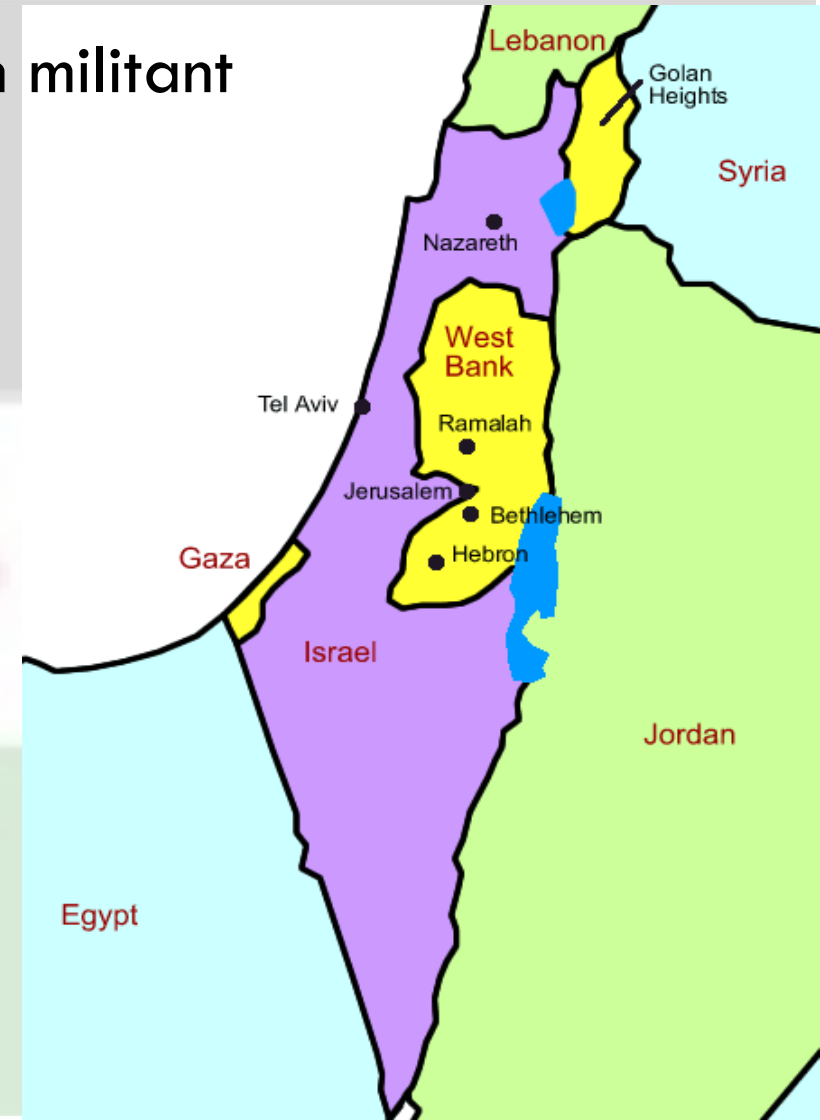 militant
Lebanon
Golan
Heights
Syria
Nazareth
West
Bank
Tel Aviv
Ramalah
Jerusalem
Bethlehem
Gaza
Hebron
Israel
Jordan
Egypt